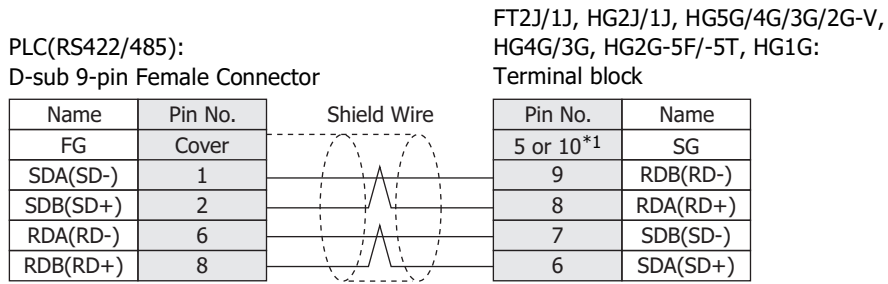 FT2J/1J, HG2J/1J, HG5G/4G/3G/2G-V,
PLC(RS422/485): HG4G/3G, HG2G-5F/-5T, HG1G:
D-sub 9-pin Female Connector Terminal block
Name Pin No. Shield Wire Pin No. Name
FG Cover 5 or 10*1 SG
SDA(SD-) 1 9 RDB(RD-)
SDB(SD+) 2 8 RDA(RD+)
RDA(RD-) 6 7 SDB(SD-)
RDB(RD+) 8 6 SDA(SD+)